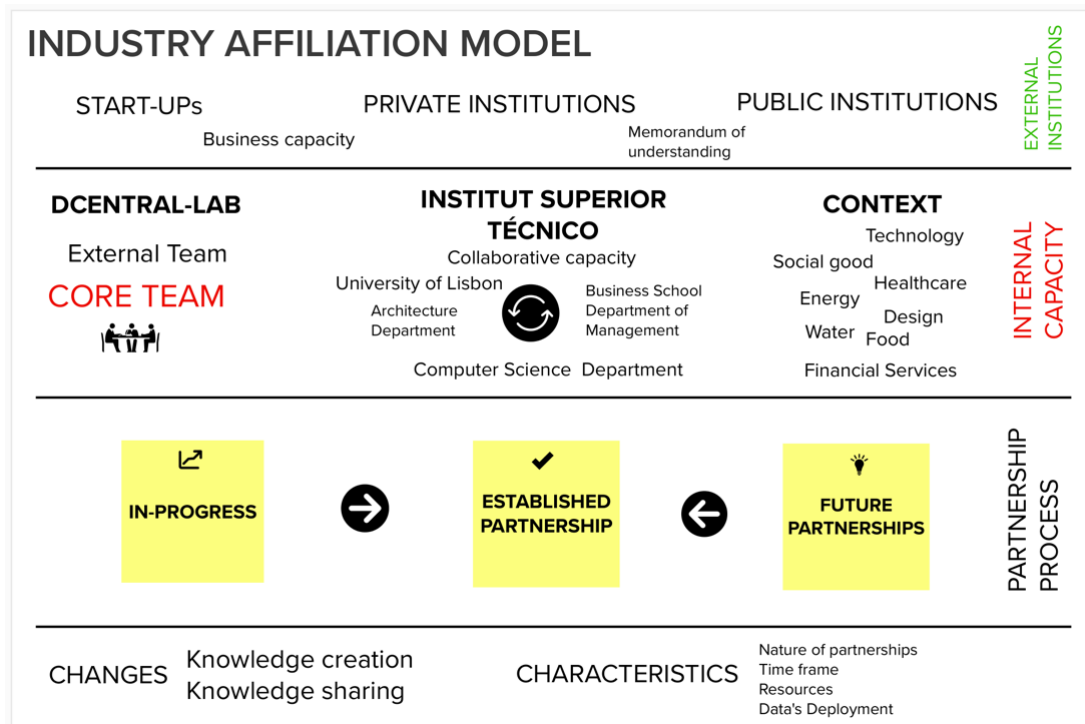 INDUSTRY AFFILIATION MODEL
START-UPs
PRIVATE INSTITUTIONS
PUBLIC INSTITUTIONS
Business capacity
Memorandum of
understanding
EXTERNAL
INSTITUTIONS
DCENTRAL-LAB
External Team
CORE TEAM
INSTITUT SUPERIOR
TÉCNICO
Collaborative capacity
University of Lisbon
Architecture
Department
Business School
Department of
Management
Computer Science Department
CONTEXT
Technology
Social good
Healthcare
Energy
Design
Water
Food
Financial Services
INTERNAL
CAPACITY
IN-PROGRESS
ESTABLISHED
PARTNERSHIP
FUTURE
PARTNERSHIPS
PARTNERSHIP
PROCESS
CHANGES
Knowledge creation
Knowledge sharing
CHARACTERISTICS
Nature of partnerships
Time frame
Resources
Data's Deployment